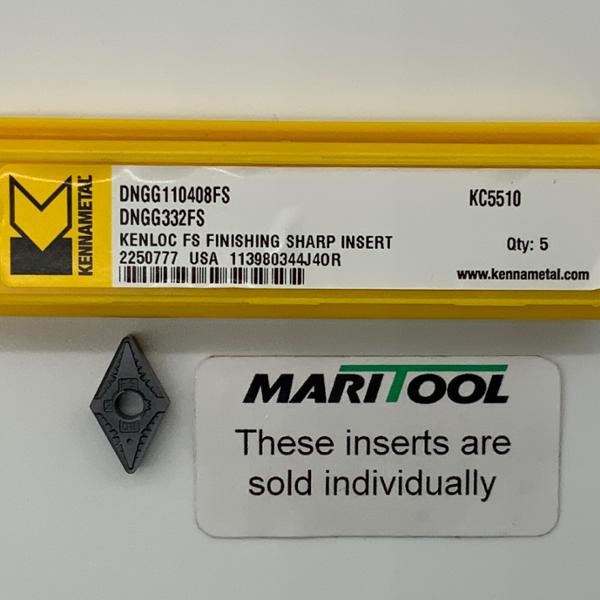 KENNAMETAL
DNGG110408FS
KC5510
DNGG332FS
KENLOC FS FINISHING SHARP INSERT
Qty: 5
2250777 USA 113980344J4OR
www.kennametal.com
MARITOOL
These inserts are
sold individually